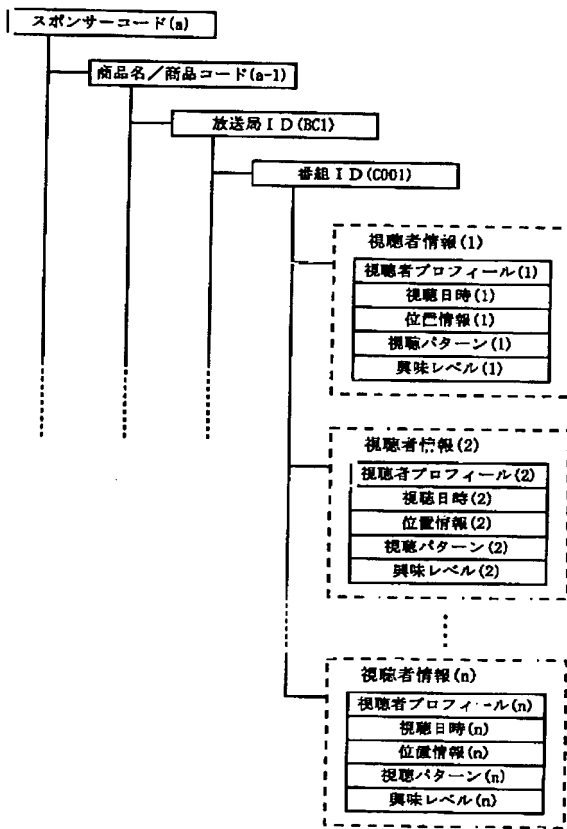 スポンサーコード(a)
商品名/商品コード(a-1)
放送局ID(BC1)
番組ID(C001)
視聴者情報(1)
視聴者プロフィール(1)
視聴日時(1)
位置情報(1)
視聴パターン(1)
興味レベル(1)
視聴者情報(2)
視聴者プロフィール(2)
視聴日時(2)
位置情報(2)
視聴パターン(2)
興味レベル(2)
視聴者情報(n)
視聴者プロフィール(n)
視聴日時(n)
位置情報(n)
視聴パターン(n)
興味レベル(n)